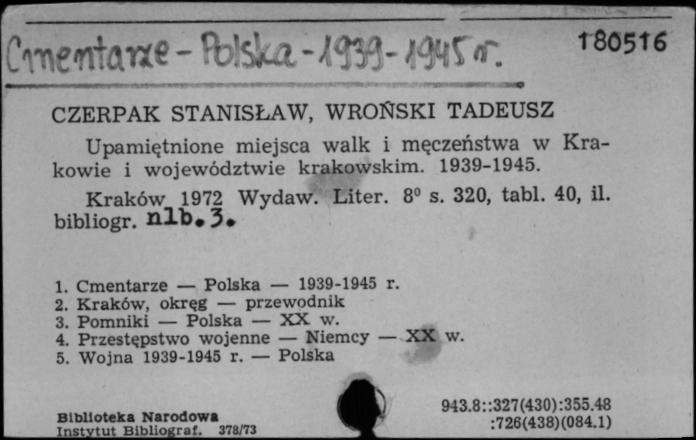 Cmentarze - Polska - 1939-1945 r.
180516
CZERPAK STANISŁAW, WROŃSKI TADEUSZ
Upamiętnione miejsca walk i męczeństwa w Kra-
kowie i województwie krakowskim. 1939-1945.
Kraków 1972 Wydaw. Liter. 8⁰ s. 320, tabl. 40, il.
bibliogr. nlb. 3.
1. Cmentarze — Polska — 1939-1945 r.
2. Kraków, okręg — przewodnik
3. Pomniki — Polska — XX w.
4. Przestępstwo wojenne — Niemcy — XX w.
5. Wojna 1939-1945 r. — Polska
Biblioteka Narodowa
Instytut Bibliograf. 378/73
943.8::327(430):355.48
:726(438)(084.1)